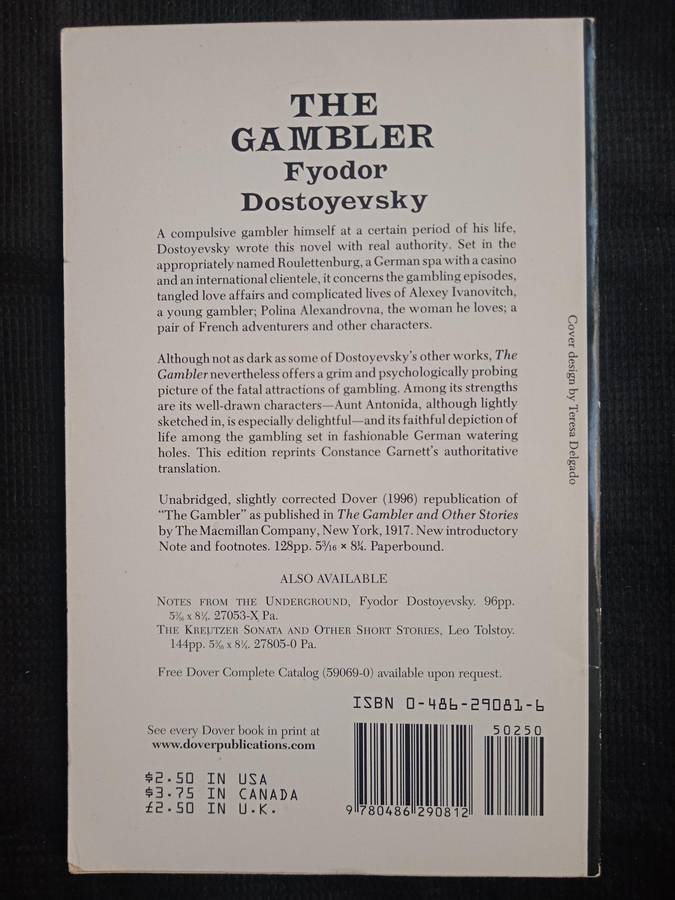 THE
GAMBLER
Fyodor
Dostoyevsky
A compulsive gambler himself at a certain period of his life,
Dostoyevsky wrote this novel with real authority. Set in the
appropriately named Roulettenburg, a German spa with a casino
and an international clientele, it concerns the gambling episodes,
tangled love affairs and complicated lives of Alexey Ivanovitch,
a young gambler; Polina Alexandrovna, the woman he loves; a
pair of French adventurers and other characters.
Although not as dark as some of Dostoyevsky's other works, The
Gambler nevertheless offers a grim and psychologically probing
picture of the fatal attractions of gambling. Among its strengths
are its well-drawn characters—Aunt Antonida, although lightly
sketched in, is especially delightful—and its faithful depiction of
life among the gambling set in fashionable German watering
holes. This edition reprints Constance Garnett's authoritative
translation.
Unabridged, slightly corrected Dover (1996) republication of
"The Gambler" as published in The Gambler and Other Stories
by The Macmillan Company, New York, 1917. New introductory
Note and footnotes. 128pp. 5³⁄₁₆ × 8¼. Paperbound.
ALSO AVAILABLE
NOTES FROM THE UNDERGROUND, Fyodor Dostoyevsky. 96pp.
5³⁄₁₆ x 8¼. 27053-X Pa.
THE KREUTZER SONATA AND OTHER SHORT STORIES, Leo Tolstoy.
144pp. 5³⁄₁₆ x 8¼. 27805-0 Pa.
Free Dover Complete Catalog (59069-0) available upon request.
ISBN 0-486-29081-6
See every Dover book in print at
www.doverpublications.com
50250
$2.50 IN USA
$3.75 IN CANADA
£2.50 IN U.K.
9 780486 290812
Cover design by Teresa Delgado